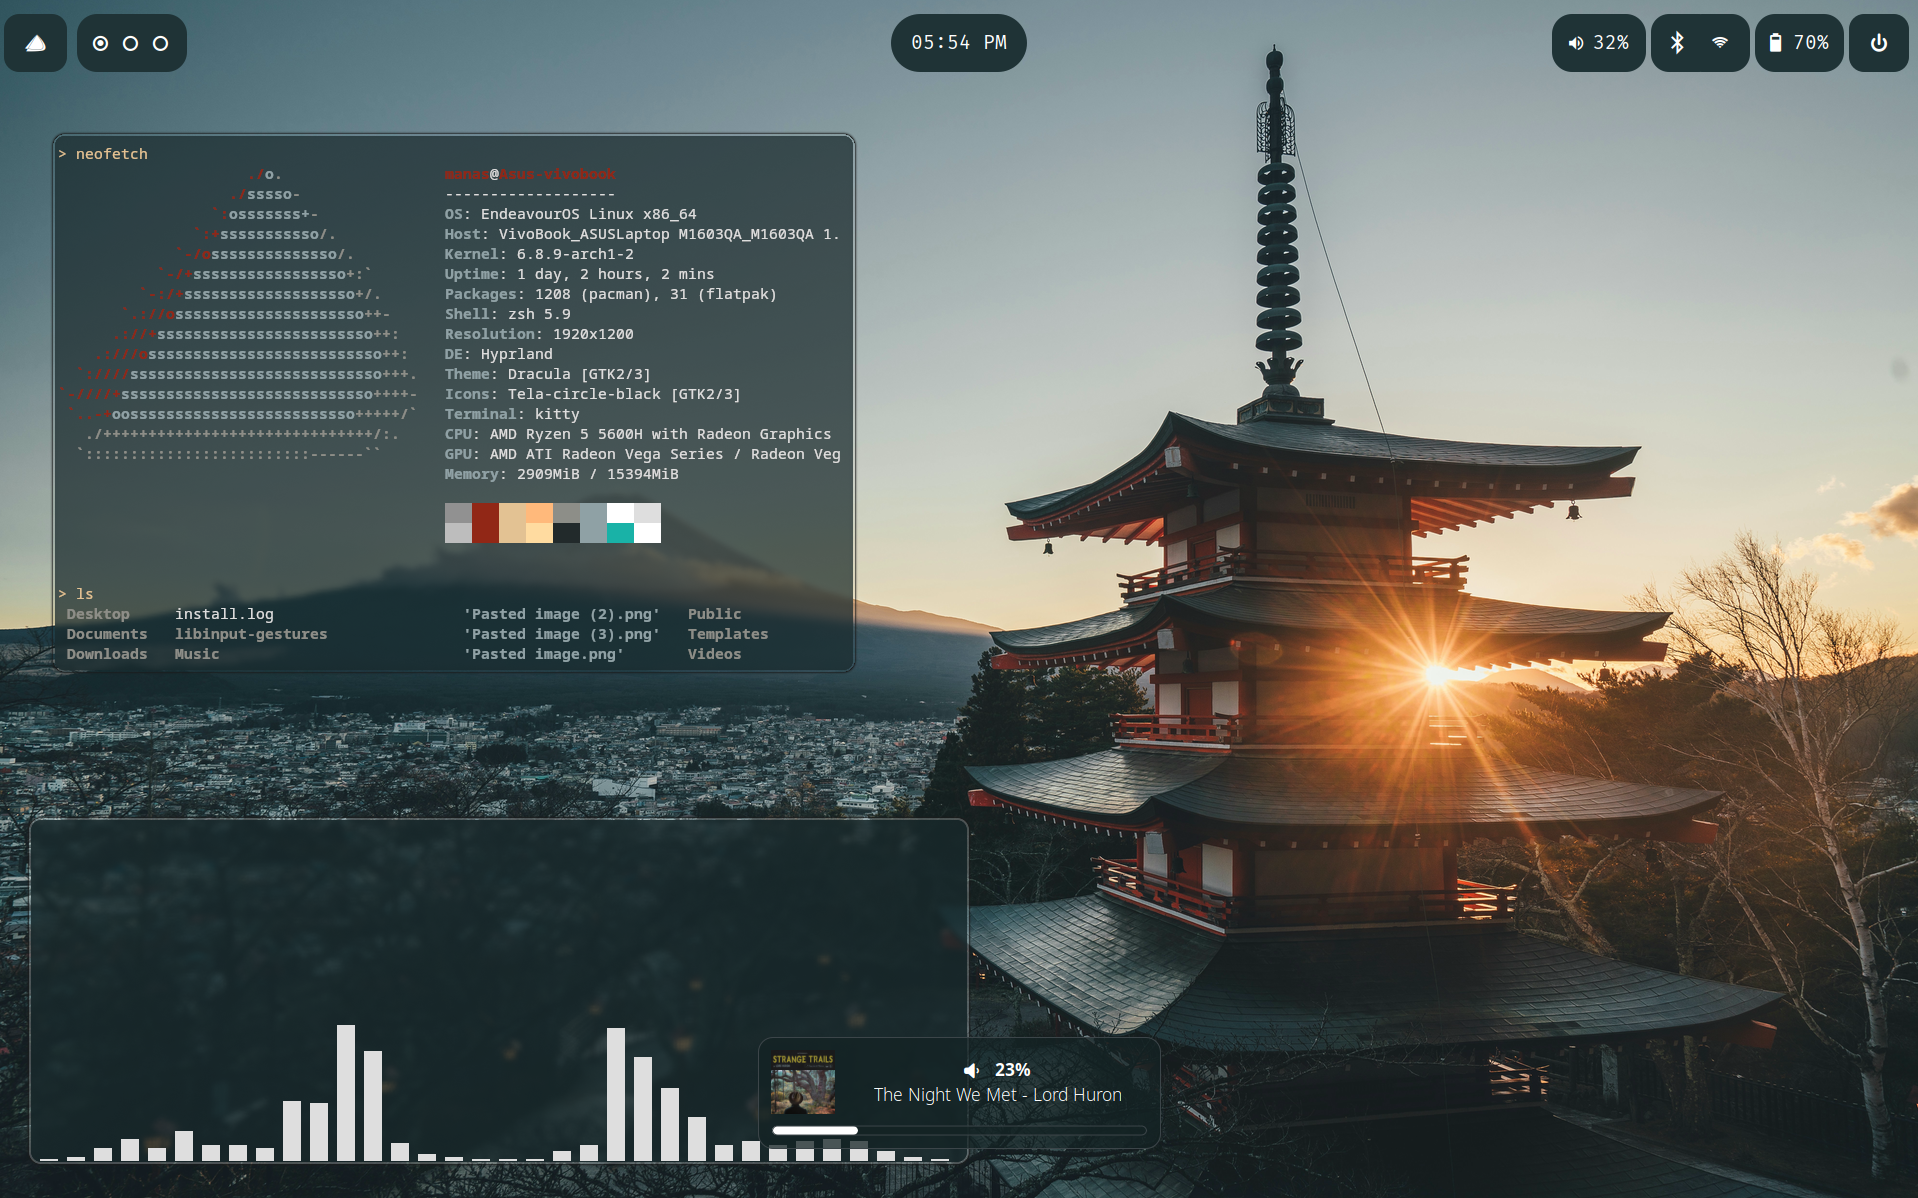 05:54 PM
32%
70%
> neofetch
./o.
./sssso-
`:osssssss+-
`:+sssssssssso/.
`-/ossssssssssssso/.
`-/+sssssssssssssssso+:`
`-:/+sssssssssssssssssso+/.
`.://osssssssssssssssssssso++-
.://+ssssssssssssssssssssssso++:
.:///ossssssssssssssssssssssssso++:
`:////ssssssssssssssssssssssssssso+++.
`-////+ssssssssssssssssssssssssssso++++-
`..-+oosssssssssssssssssssssssso+++++/`
./++++++++++++++++++++++++++++++/:.
`:::::::::::::::::::::::::------``
manas@Asus-vivobook
-------------------
OS: EndeavourOS Linux x86_64
Host: VivoBook_ASUSLaptop M1603QA_M1603QA 1.
Kernel: 6.8.9-arch1-2
Uptime: 1 day, 2 hours, 2 mins
Packages: 1208 (pacman), 31 (flatpak)
Shell: zsh 5.9
Resolution: 1920x1200
DE: Hyprland
Theme: Dracula [GTK2/3]
Icons: Tela-circle-black [GTK2/3]
Terminal: kitty
CPU: AMD Ryzen 5 5600H with Radeon Graphics
GPU: AMD ATI Radeon Vega Series / Radeon Veg
Memory: 2909MiB / 15394MiB
> ls
Desktop install.log 'Pasted image (2).png' Public
Documents libinput-gestures 'Pasted image (3).png' Templates
Downloads Music 'Pasted image.png' Videos
STRANGE TRAILS
23%
The Night We Met - Lord Huron